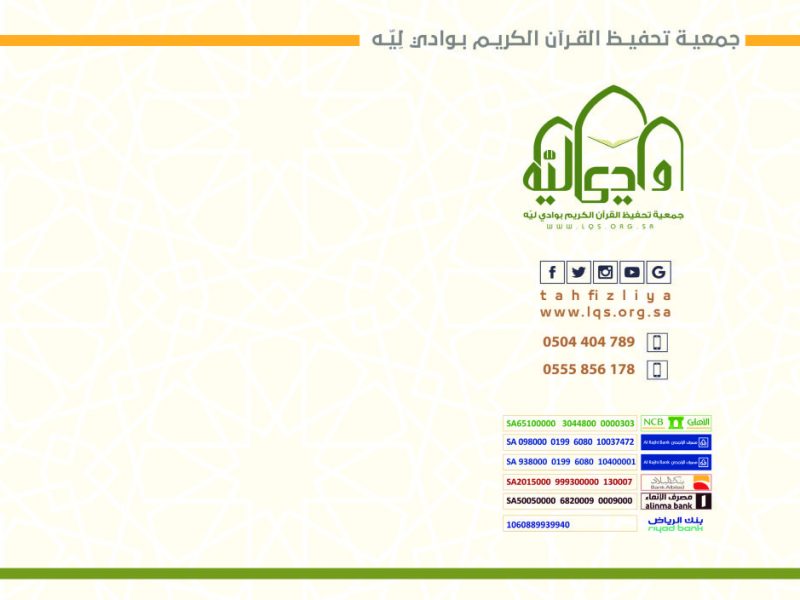 جمعية تحفيظ القرآن الكريم بوادي لِيّه
وادي ليّه
جمعية تحفيظ القرآن الكريم بوادي ليّه
WWW.LQS.ORG.SA
tahfizliya
www.lqs.org.sa
0504 404 789
0555 856 178
SA65100000 3044800 0000303 NCB الأهلي
SA 098000 0199 6080 10037472 Al Rajhi Bank مصرف الراجحي
SA 938000 0199 6080 10400001 Al Rajhi Bank مصرف الراجحي
SA2015000 999300000 130007 بنك البلاد
Bank Albilad
SA50050000 6820009 0009000 مصرف الإنماء
alinma bank
1060889939940 بنك الرياض
riyad bank